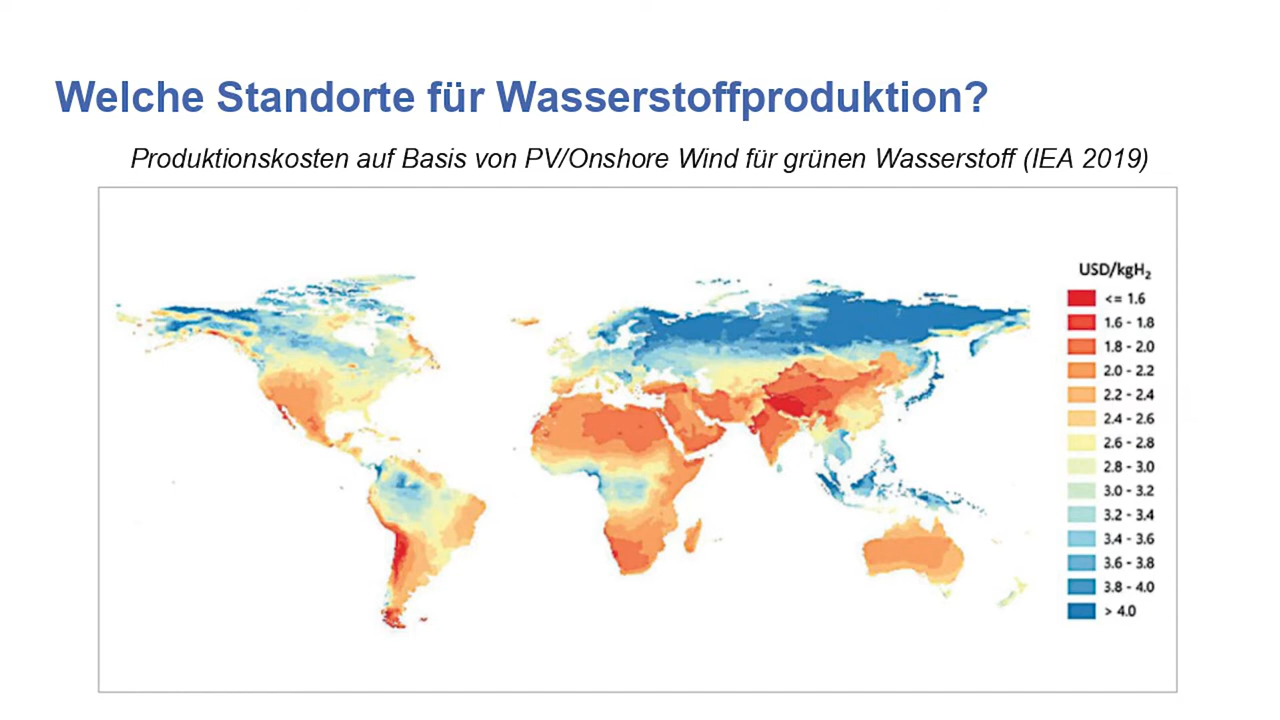 Welche Standorte für Wasserstoffproduktion?
Produktionskosten auf Basis von PV/Onshore Wind für grünen Wasserstoff (IEA 2019)
USD/kgH₂
<= 1.6
1.6 - 1.8
1.8 - 2.0
2.0 - 2.2
2.2 - 2.4
2.4 - 2.6
2.6 - 2.8
2.8 - 3.0
3.0 - 3.2
3.2 - 3.4
3.4 - 3.6
3.6 - 3.8
3.8 - 4.0
> 4.0